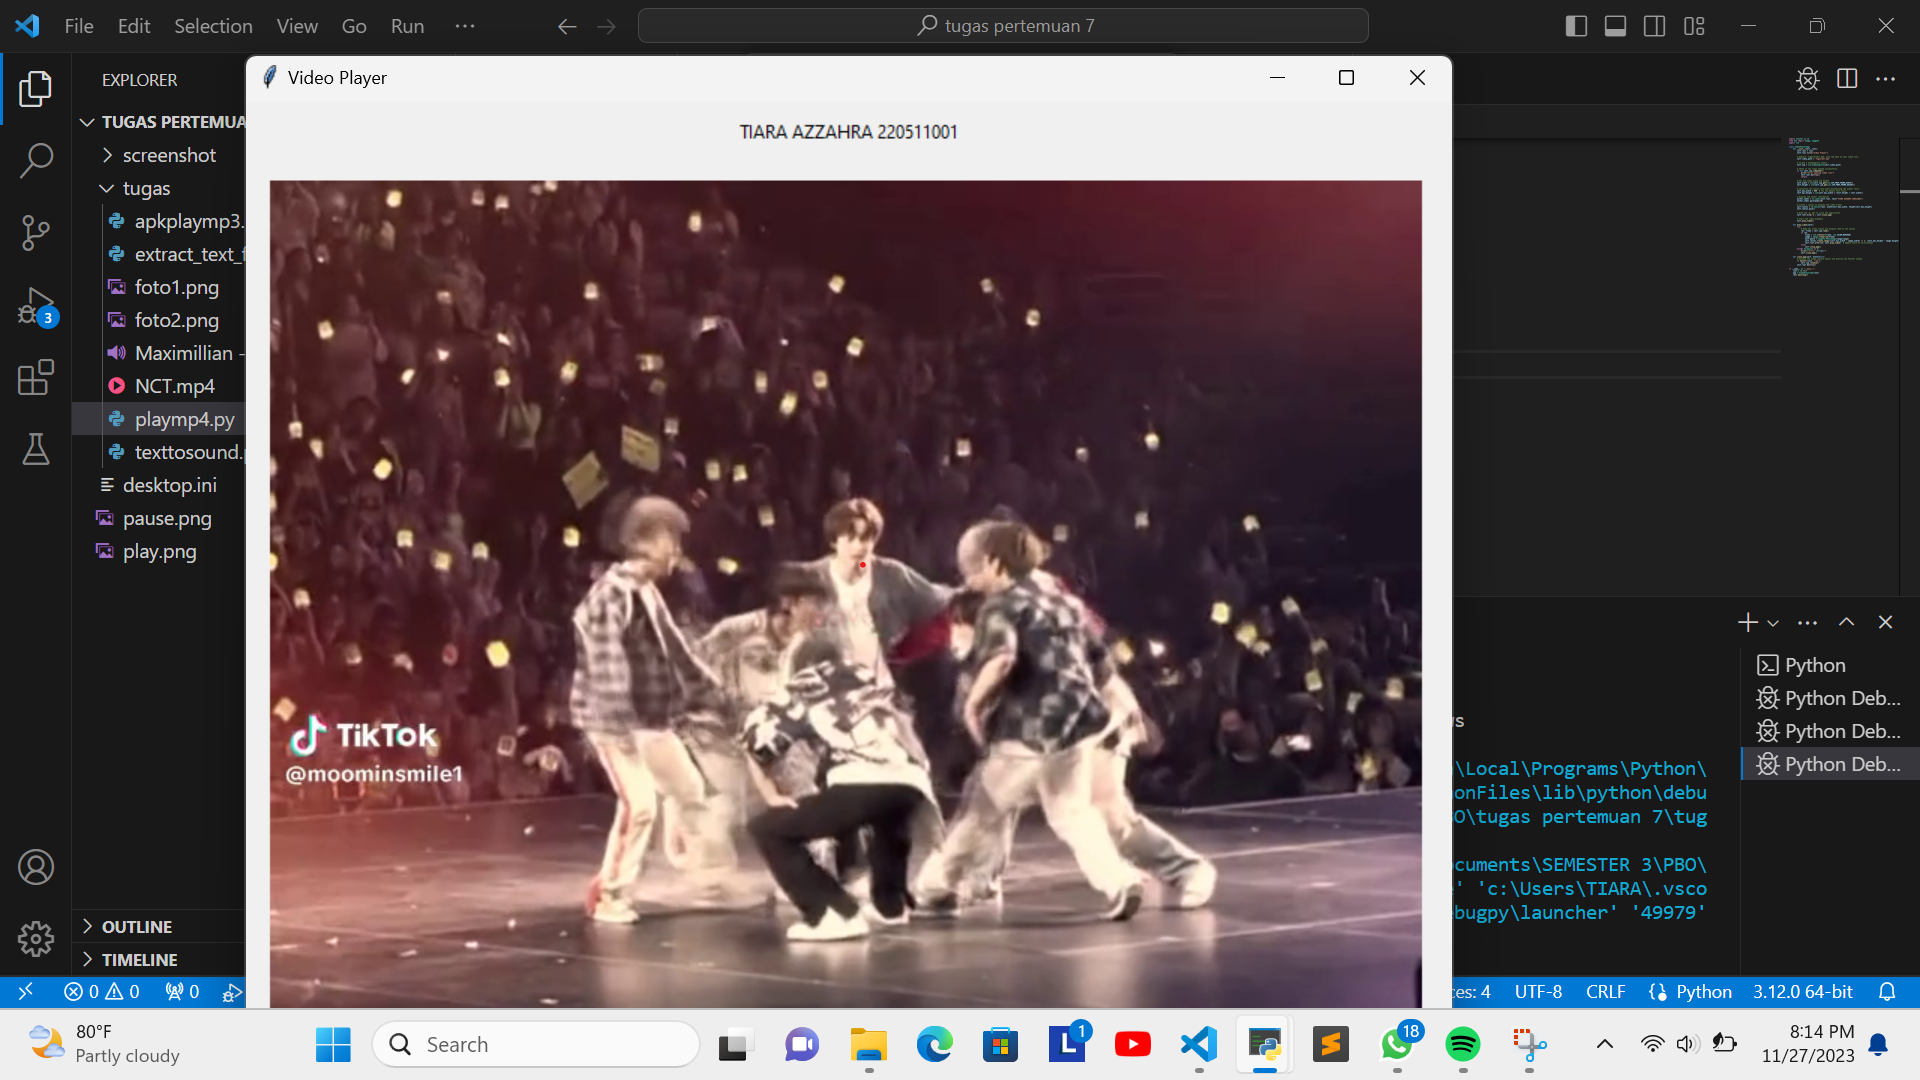 File Edit Selection View Go Run ···
tugas pertemuan 7
EXPLORER
Video Player
TUGAS PERTEMUA
TIARA AZZAHRA 220511001
screenshot
tugas
apkplaymp3.
extract_text_f
foto1.png
foto2.png
Maximillian -
NCT.mp4
playmp4.py
texttosound.
desktop.ini
pause.png
play.png
3
TikTok
@moominsmile1
Python
Python Deb...
Python Deb...
Python Deb...
\Local\Programs\Python\
onFiles\lib\python\debu
O\tugas pertemuan 7\tug
cuments\SEMESTER 3\PBO\
e' 'c:\Users\TIARA\.vsco
ebugpy\launcher' '49979'
OUTLINE
TIMELINE
0 0 0
ces: 4 UTF-8 CRLF Python 3.12.0 64-bit
80°F
Partly cloudy
Search
L
1
18
8:14 PM
11/27/2023